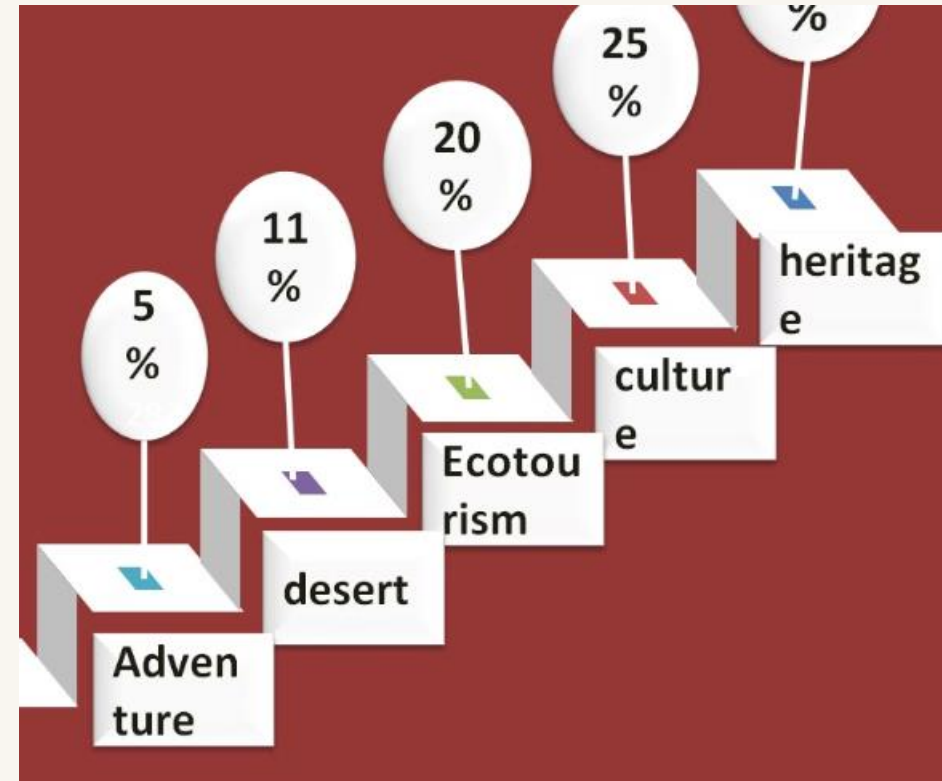 %
25
%
20
%
11
%
5
%
heritag
e
cultur
e
Ecotou
rism
desert
Adven
ture